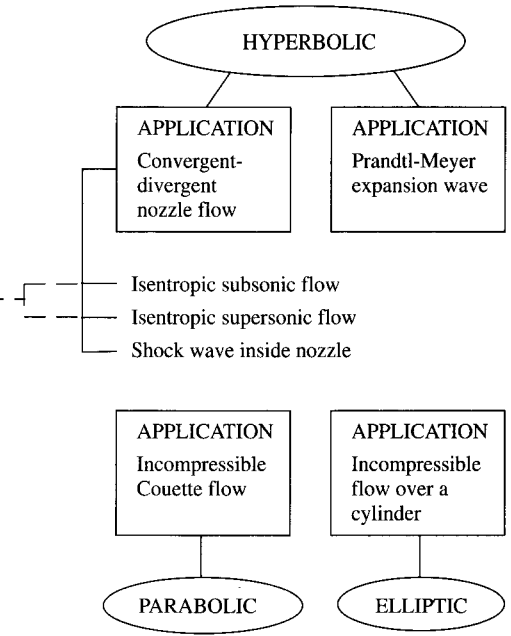 HYPERBOLIC
APPLICATION
Convergent-
divergent
nozzle flow
APPLICATION
Prandtl-Meyer
expansion wave
Isentropic subsonic flow
Isentropic supersonic flow
Shock wave inside nozzle
APPLICATION
Incompressible
Couette flow
APPLICATION
Incompressible
flow over a
cylinder
PARABOLIC
ELLIPTIC